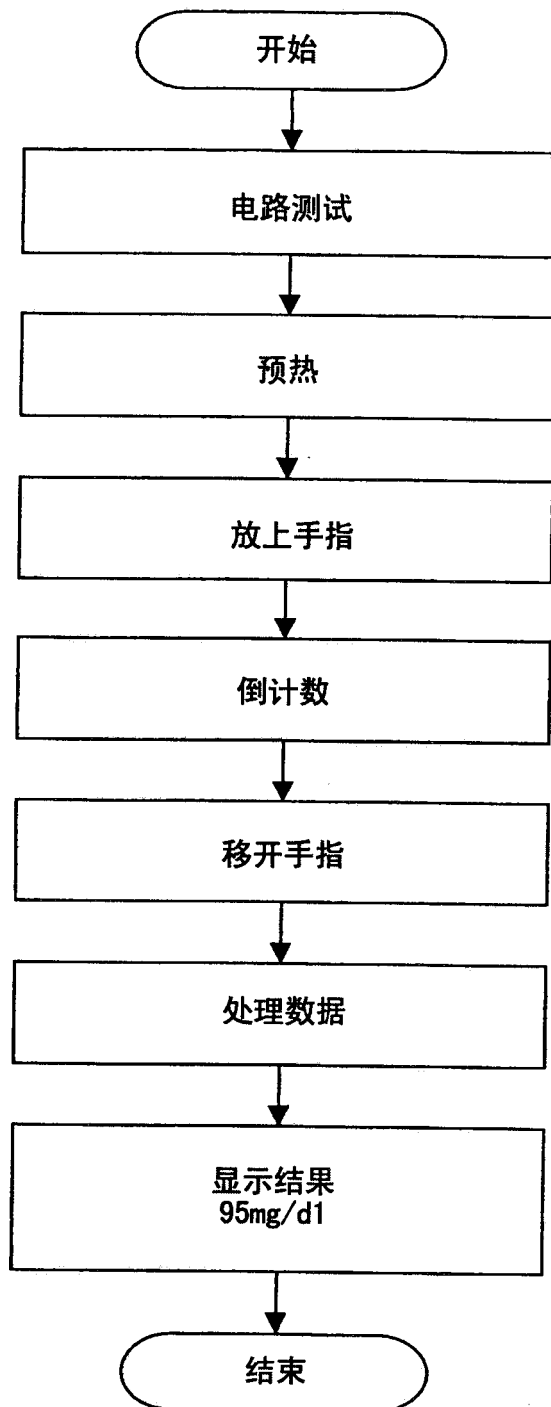 开始
电路测试
预热
放上手指
倒计数
移开手指
处理数据
显示结果
95mg/d1
结束